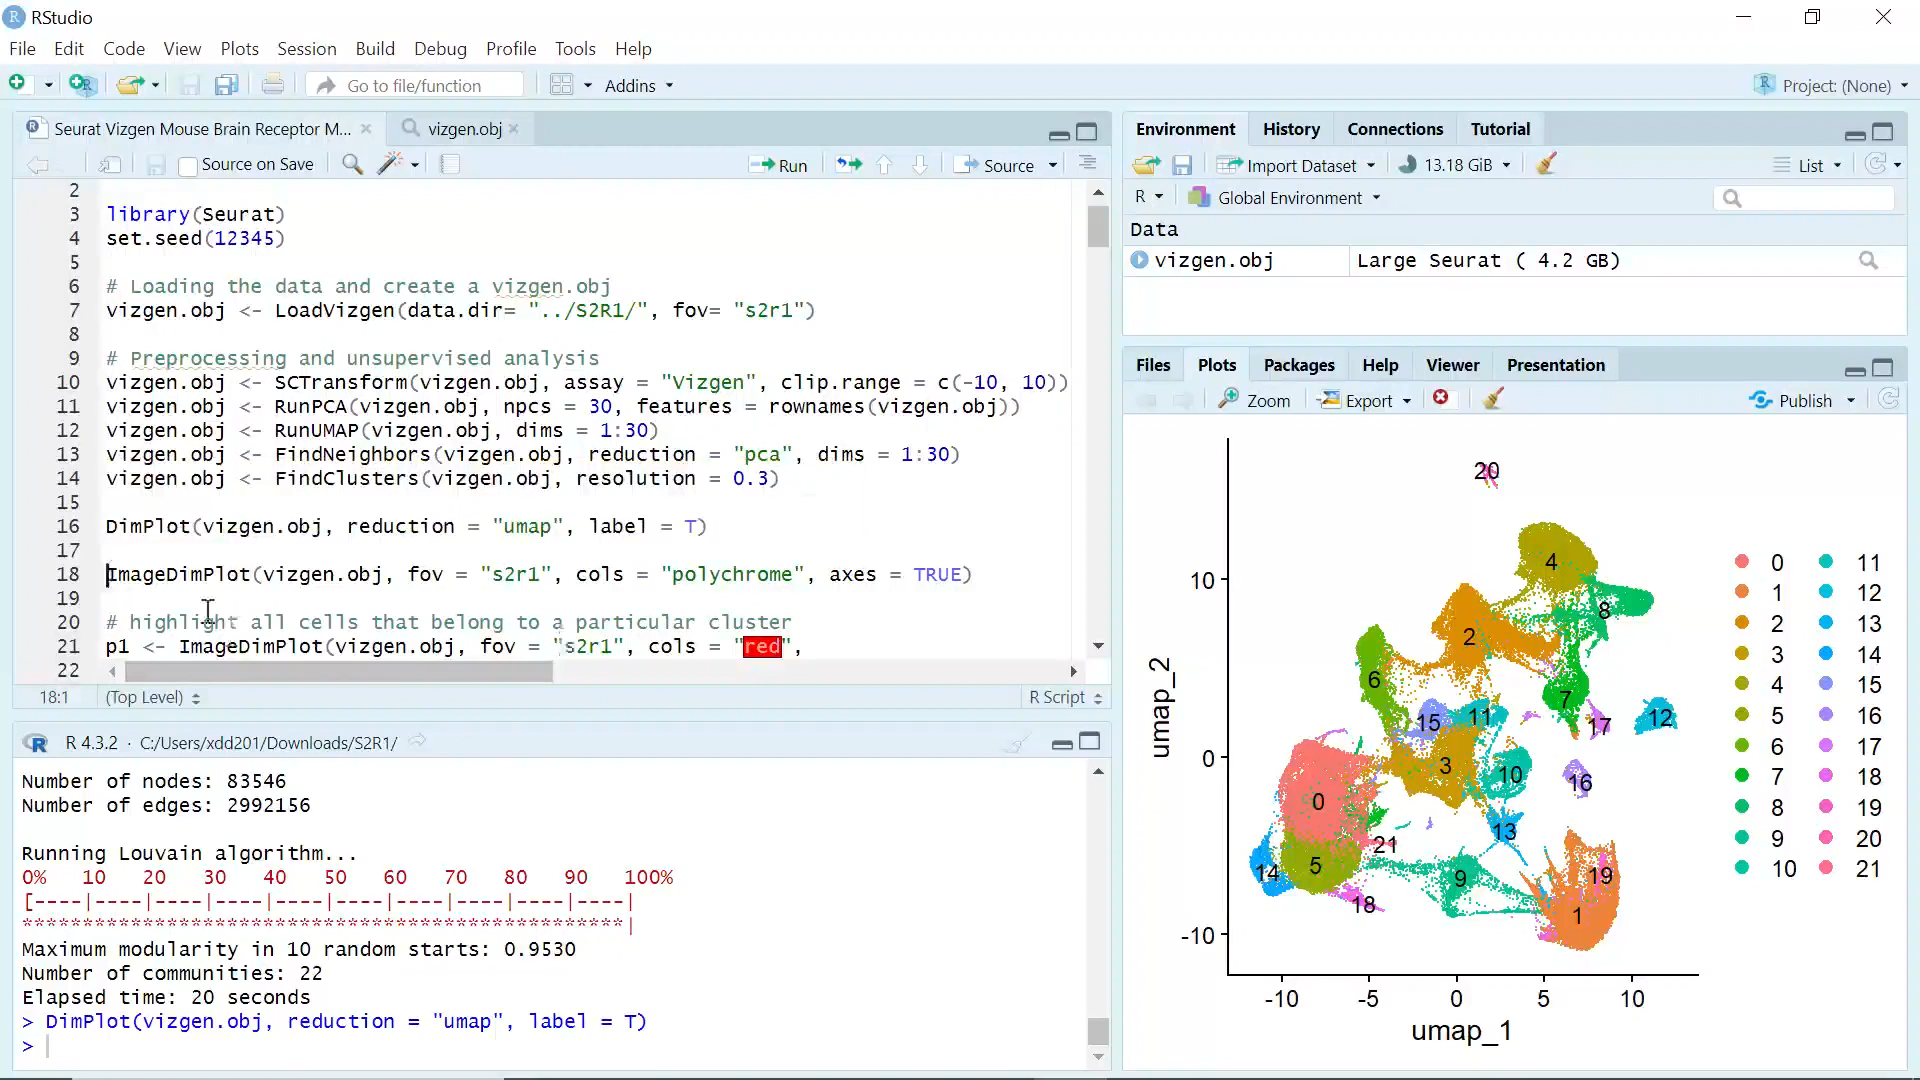 RStudio
File Edit Code View Plots Session Build Debug Profile Tools Help
Go to file/function Addins Project: (None)
Seurat Vizgen Mouse Brain Receptor M... vizgen.obj
Source on Save Run Source
2
3 library(Seurat)
4 set.seed(12345)
5
6 # Loading the data and create a vizgen.obj
7 vizgen.obj <- LoadVizgen(data.dir= "../S2R1/", fov= "s2r1")
8
9 # Preprocessing and unsupervised analysis
10 vizgen.obj <- SCTransform(vizgen.obj, assay = "Vizgen", clip.range = c(-10, 10))
11 vizgen.obj <- RunPCA(vizgen.obj, npcs = 30, features = rownames(vizgen.obj))
12 vizgen.obj <- RunUMAP(vizgen.obj, dims = 1:30)
13 vizgen.obj <- FindNeighbors(vizgen.obj, reduction = "pca", dims = 1:30)
14 vizgen.obj <- FindClusters(vizgen.obj, resolution = 0.3)
15
16 DimPlot(vizgen.obj, reduction = "umap", label = T)
17
18 ImageDimPlot(vizgen.obj, fov = "s2r1", cols = "polychrome", axes = TRUE)
19
20 # highlight all cells that belong to a particular cluster
21 p1 <- ImageDimPlot(vizgen.obj, fov = "s2r1", cols = "red",
22
18:1 (Top Level) R Script
R 4.3.2 · C:/Users/xdd201/Downloads/S2R1/
Number of nodes: 83546
Number of edges: 2992156
Running Louvain algorithm...
0% 10 20 30 40 50 60 70 80 90 100%
[----|----|----|----|----|----|----|----|----|----|
**************************************************|
Maximum modularity in 10 random starts: 0.9530
Number of communities: 22
Elapsed time: 20 seconds
> DimPlot(vizgen.obj, reduction = "umap", label = T)
>
Environment History Connections Tutorial
Import Dataset 13.18 GiB List
R Global Environment
Data
vizgen.obj Large Seurat ( 4.2 GB)
Files Plots Packages Help Viewer Presentation
Zoom Export Publish
20
4
8
2
6
7
15 11 17 12
3
10 16
0
13
21
14 5 9 19
18
1
10
0
-10
umap_2
-10 -5 0 5 10
umap_1
0 11
1 12
2 13
3 14
4 15
5 16
6 17
7 18
8 19
9 20
10 21